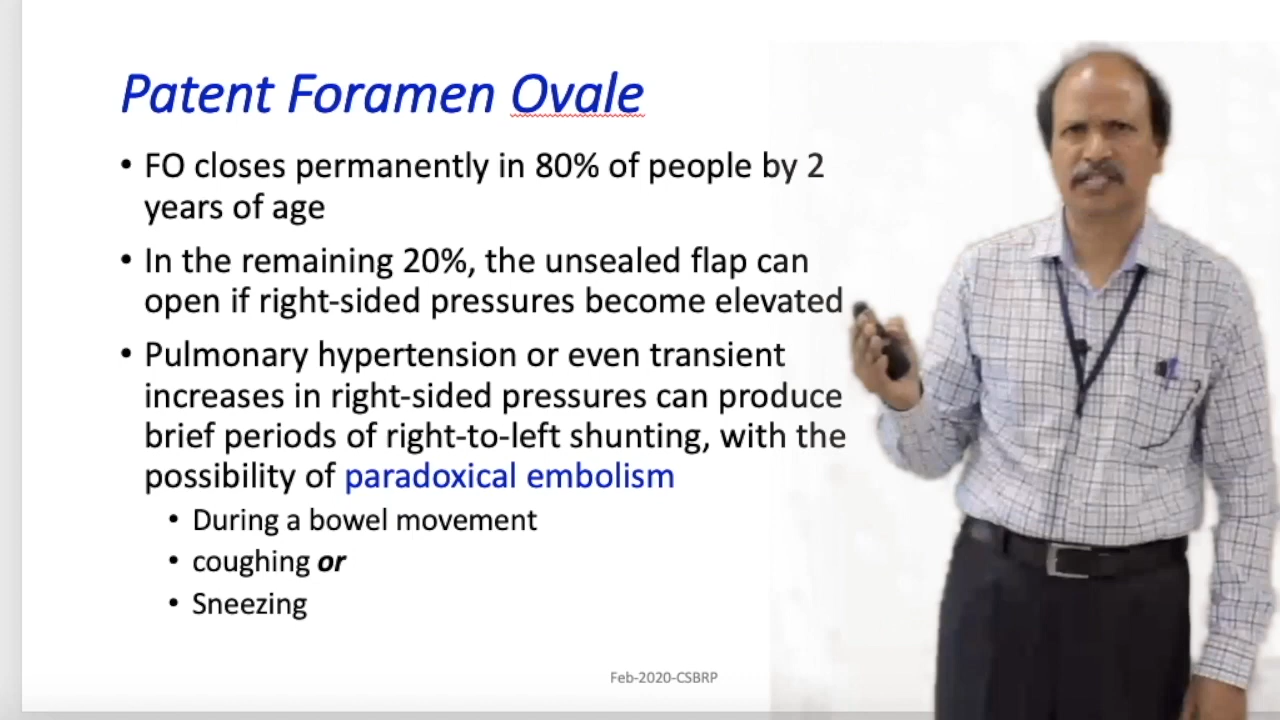 Patent Foramen Ovale
• FO closes permanently in 80% of people by 2
years of age
• In the remaining 20%, the unsealed flap can
open if right-sided pressures become elevated
• Pulmonary hypertension or even transient
increases in right-sided pressures can produce
brief periods of right-to-left shunting, with the
possibility of paradoxical embolism
• During a bowel movement
• coughing or
• Sneezing
Feb-2020-CSBRP